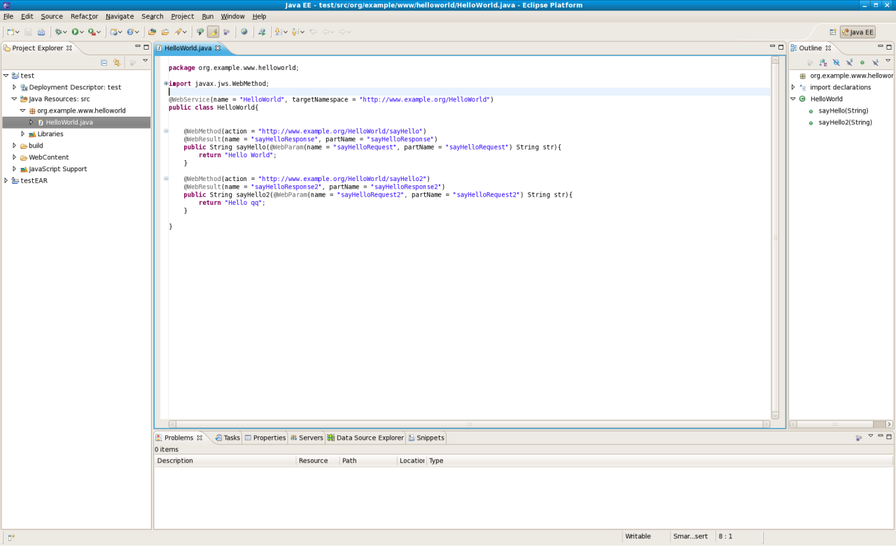 Java EE - test/src/org/example/www/helloworld/HelloWorld.java - Eclipse Platform
File Edit Source Refactor Navigate Search Project Run Window Help
Java EE
Project Explorer
test
Deployment Descriptor: test
Java Resources: src
org.example.www.helloworld
HelloWorld.java
Libraries
build
WebContent
JavaScript Support
testEAR
HelloWorld.java
package org.example.www.helloworld;
import javax.jws.WebMethod;
@WebService(name = "HelloWorld", targetNamespace = "http://www.example.org/HelloWorld")
public class HelloWorld{
@WebMethod(action = "http://www.example.org/HelloWorld/sayHello")
@WebResult(name = "sayHelloResponse", partName = "sayHelloResponse")
public String sayHello(@WebParam(name = "sayHelloRequest", partName = "sayHelloRequest") String str){
return "Hello World";
}
@WebMethod(action = "http://www.example.org/HelloWorld/sayHello2")
@WebResult(name = "sayHelloResponse2", partName = "sayHelloResponse2")
public String sayHello2(@WebParam(name = "sayHelloRequest2", partName = "sayHelloRequest2") String str){
return "Hello qq";
}
}
Outline
org.example.www.hellowor
import declarations
HelloWorld
sayHello(String)
sayHello2(String)
Problems Tasks Properties Servers Data Source Explorer Snippets
0 items
Description Resource Path Location Type
Writable Smar...sert 8 : 1